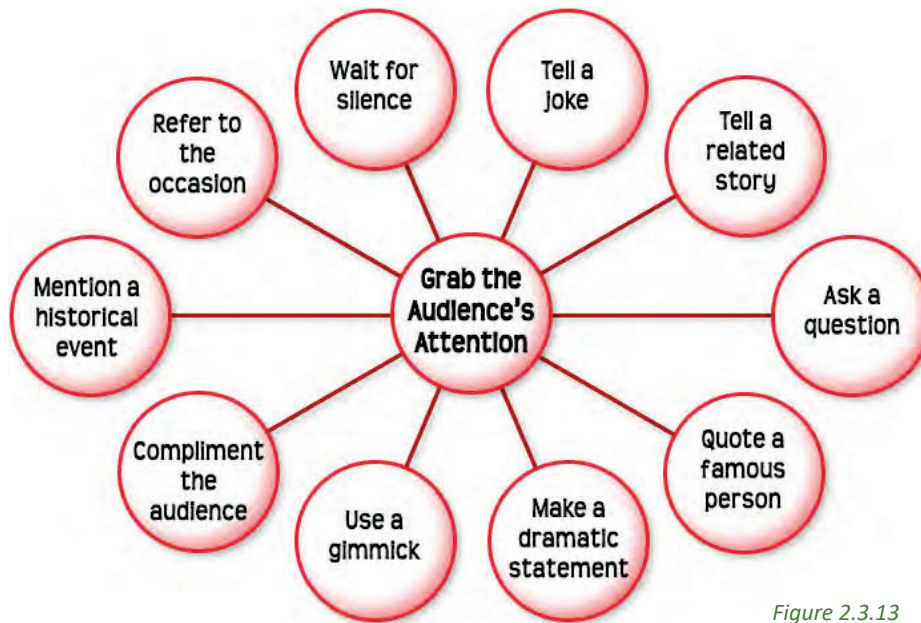 Wait for
silence
Tell a
joke
Refer to
the
occasion
Tell a
related
story
Mention a
historical
event
Grab the
Audience's
Attention
Ask a
question
Compliment
the
audience
Quote a
famous
person
Use a
gimmick
Make a
dramatic
statement
Figure 2.3.13